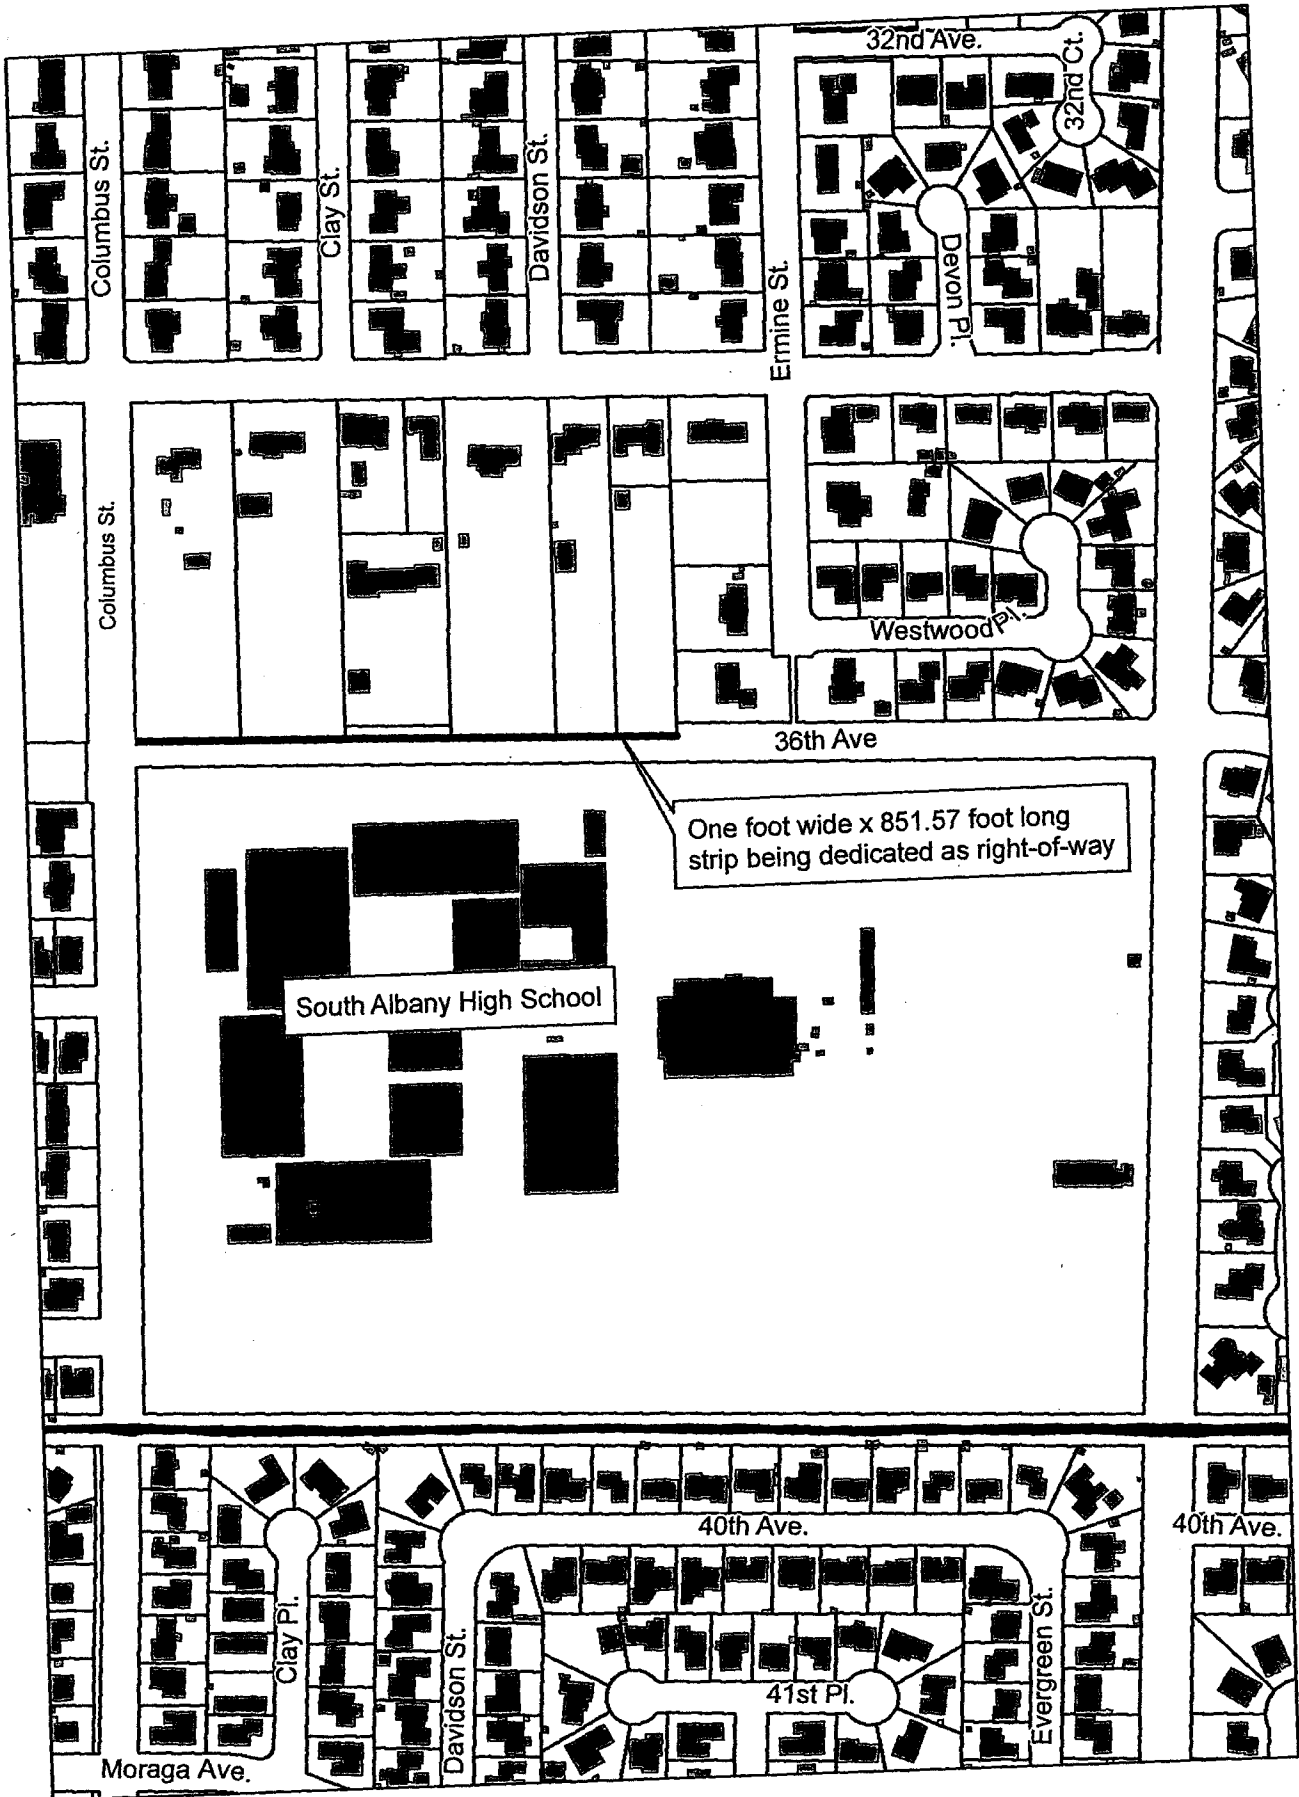 32nd Ave.
32nd Ct.
Columbus St.
Clay St.
Davidson St.
Devon Pl.
Ermine St.
Columbus St.
Westwood Pl.
36th Ave
One foot wide x 851.57 foot long
strip being dedicated as right-of-way
South Albany High School
40th Ave.
40th Ave.
Clay Pl.
Davidson St.
41st Pl.
Evergreen St.
Moraga Ave.